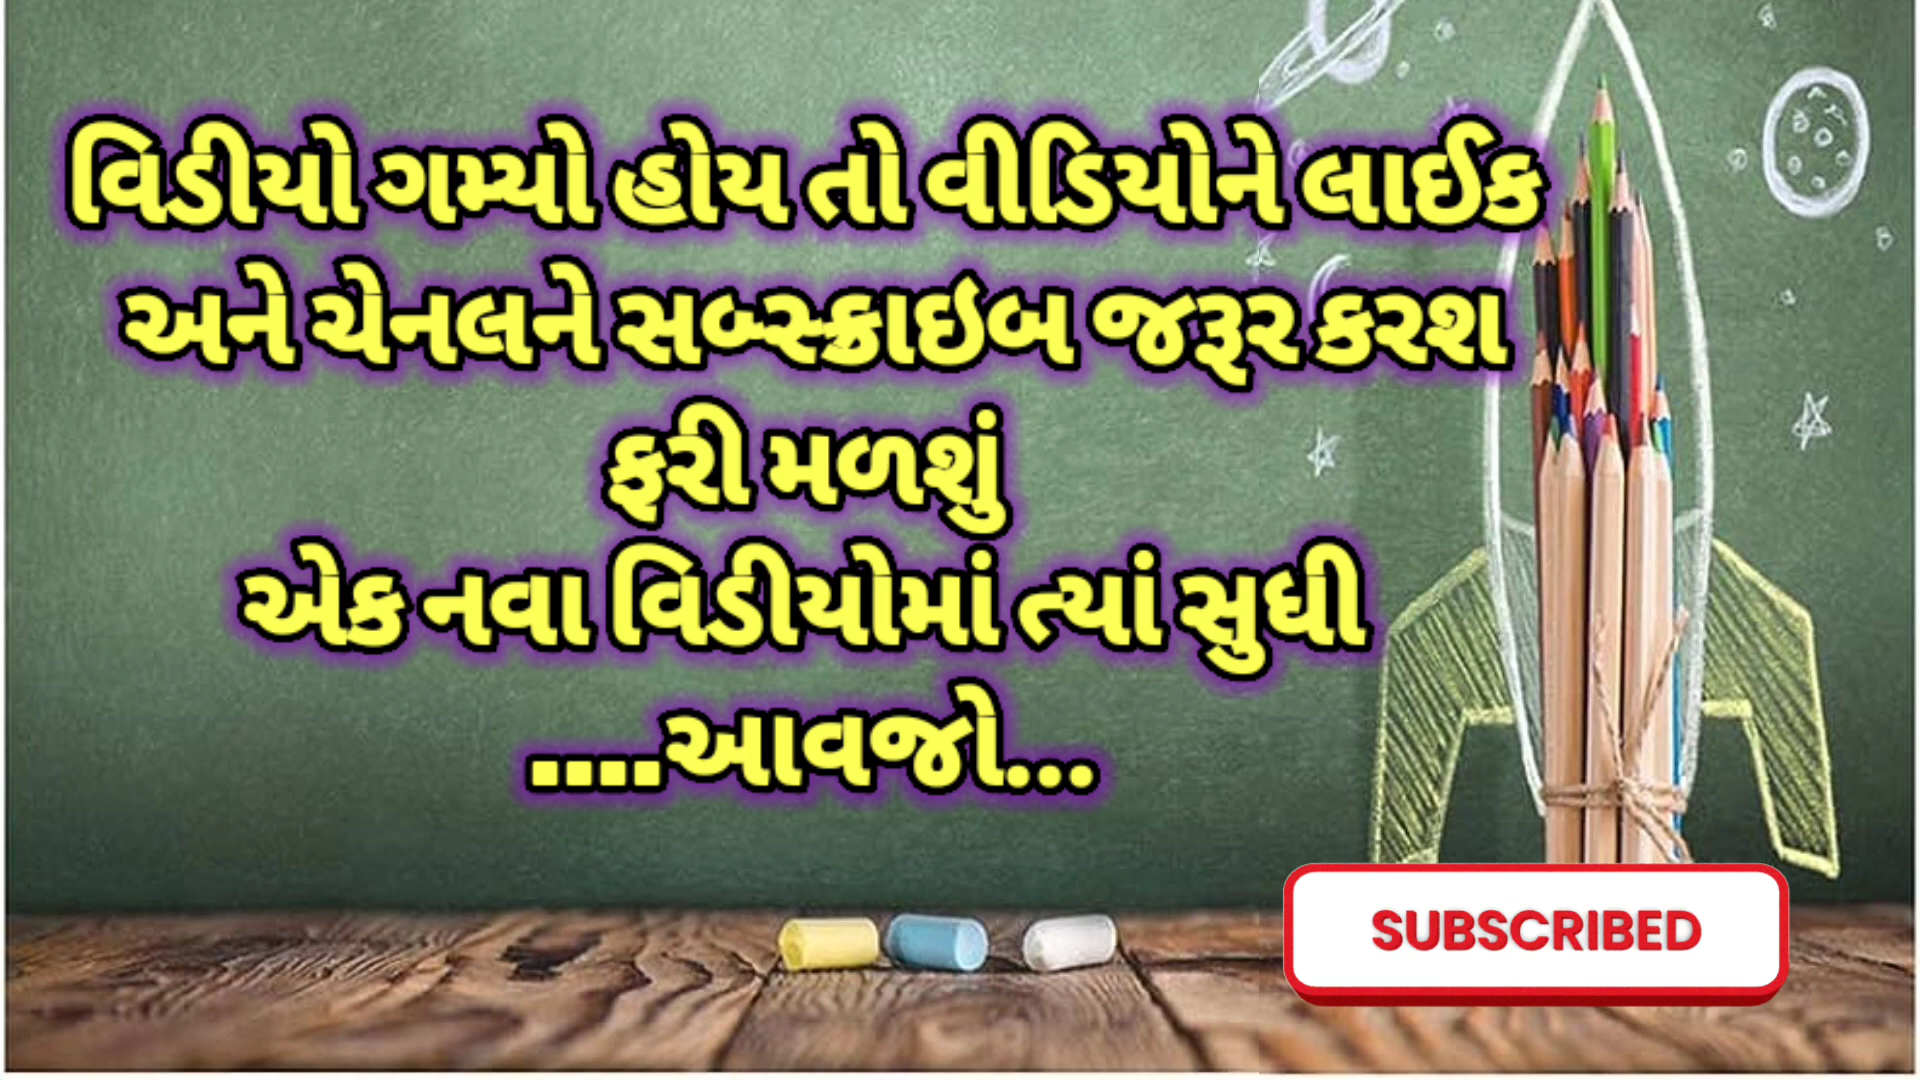 વિડીયો ગમ્યો હોય તો વીડિયોને લાઈક
અને ચેનલને સબ્સ્ક્રાઇબ જરૂર કરશ
ફરી મળશું
એક નવા વિડીયોમાં ત્યાં સુધી
....આવજો...
SUBSCRIBED